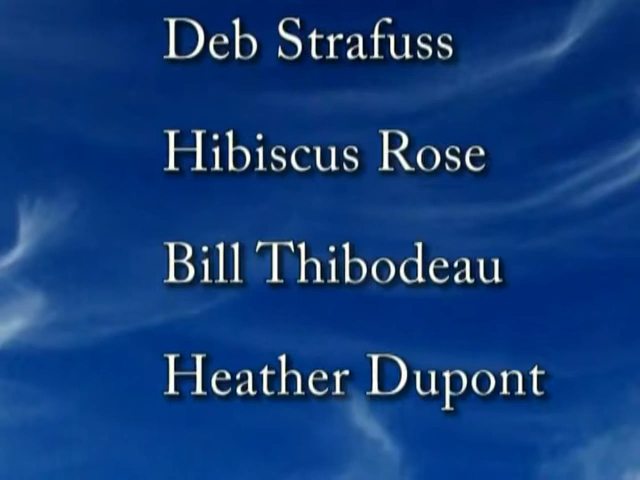 Deb Strafuss
Hibiscus Rose
Bill Thibodeau
Heather Dupont